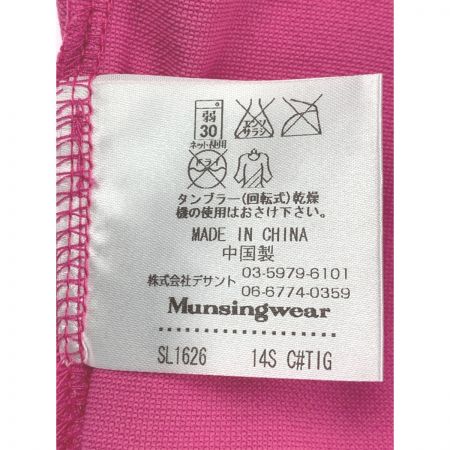 弱
30
ネット使用
エンソ
サラシ
ドライ
タンブラー(回転式)乾燥
機の使用はおさけ下さい。
MADE IN CHINA
中国製
03-5979-6101
株式会社デサント
06-6774-0359
Munsingwear
SL1626 14S C#TIG